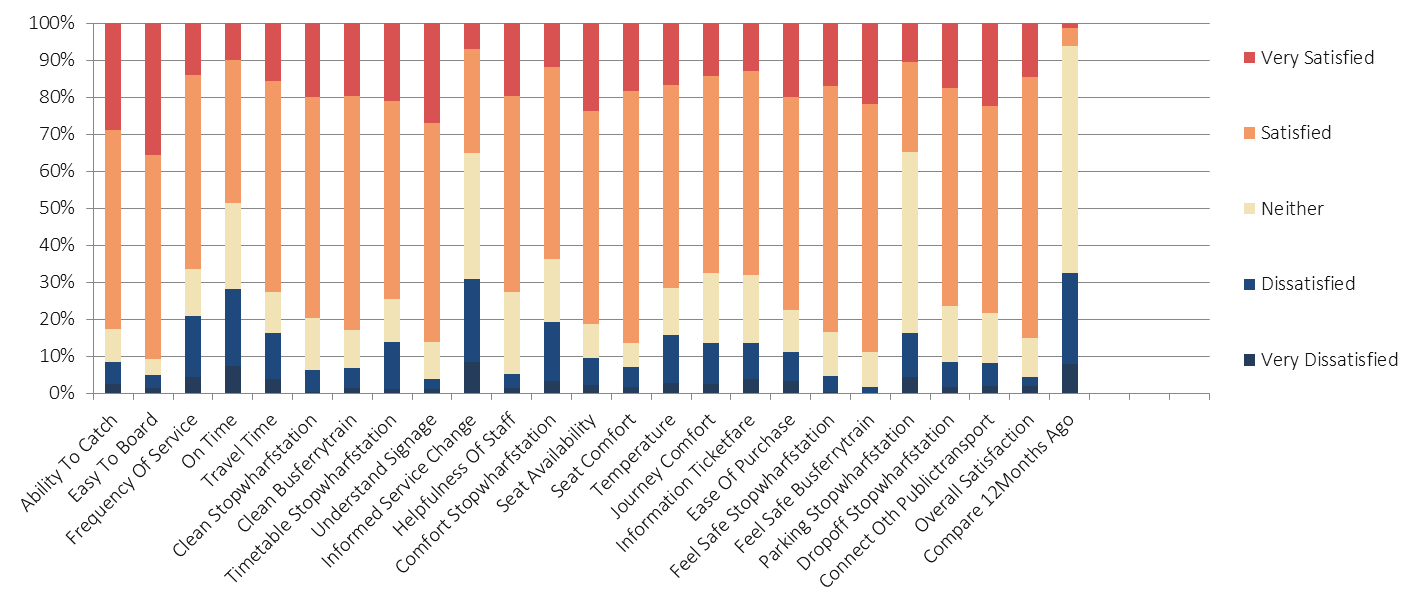 100%
90%
80%
70%
60%
50%
40%
30%
20%
10%
0%
Ability To Catch
Easy To Board
Frequency Of Service
On Time
Travel Time
Clean Stopwharfstation
Clean Busferrytrain
Timetable Stopwharfstation
Understand Signage
Informed Service Change
Helpfulness Of Staff
Comfort Stopwharfstation
Seat Availability
Seat Comfort
Temperature
Journey Comfort
Information Ticketfare
Ease Of Purchase
Feel Safe Stopwharfstation
Feel Safe Busferrytrain
Parking Stopwharfstation
Dropoff Stopwharfstation
Connect Oth Publictransport
Overall Satisfaction
Compare 12Months Ago
Very Satisfied
Satisfied
Neither
Dissatisfied
Very Dissatisfied